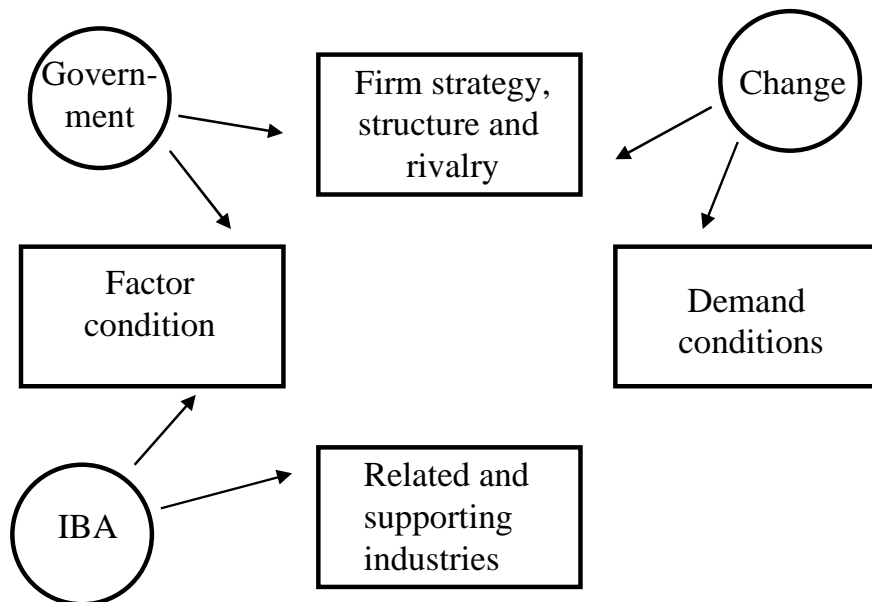 Govern-
ment
Firm strategy,
structure and
rivalry
Change
Factor
condition
Demand
conditions
IBA
Related and
supporting
industries